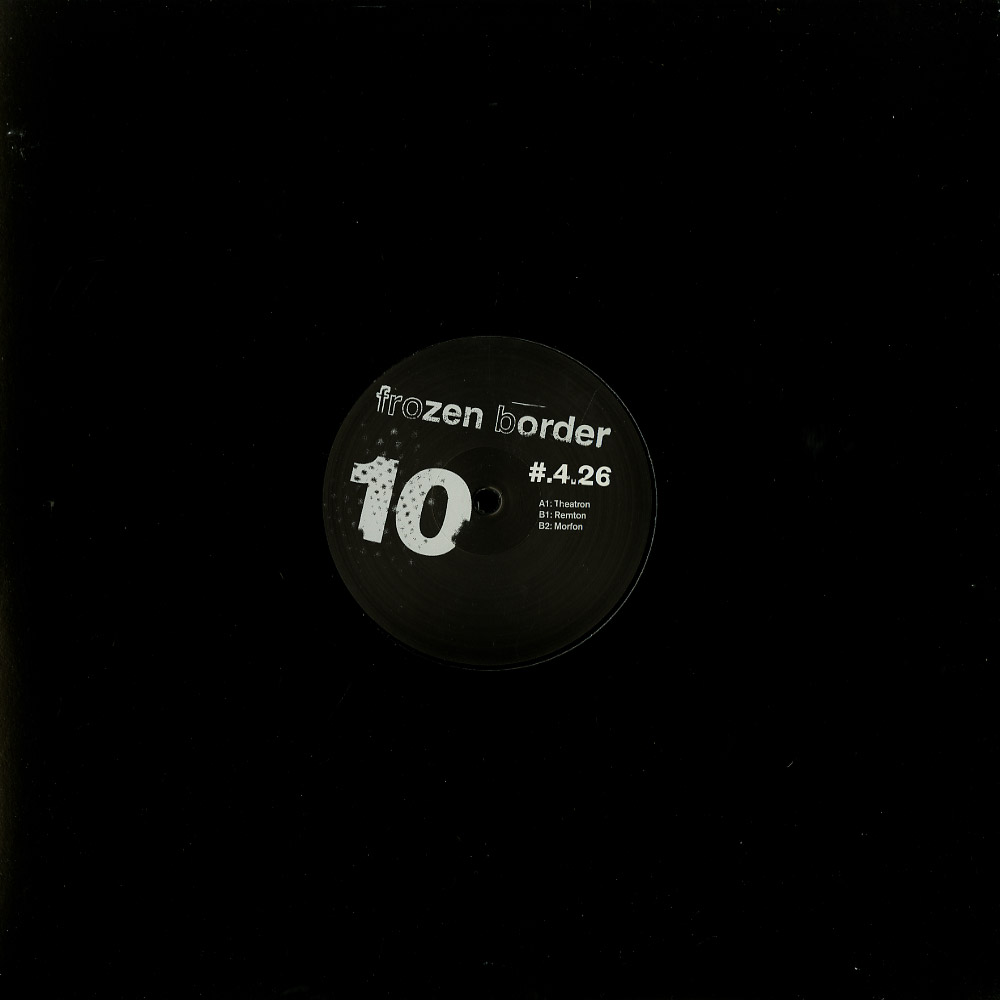 frozen border
10
#.4.26
A1: Theatron
B1: Remton
B2: Morfon